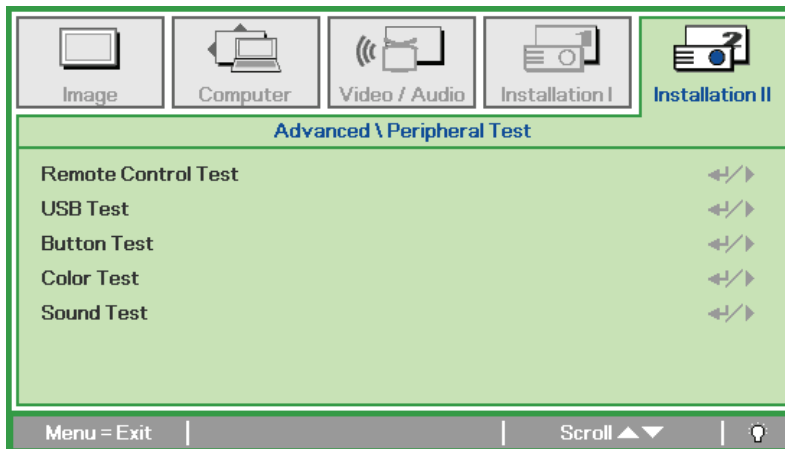 Image Computer Video / Audio Installation I Installation II
Advanced \ Peripheral Test
Remote Control Test
USB Test
Button Test
Color Test
Sound Test
Menu = Exit Scroll ▲▼